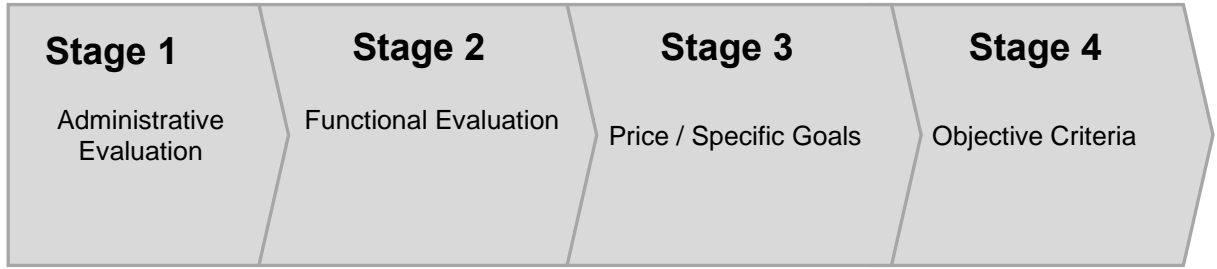 Stage 1
Administrative
Evaluation
Stage 2
Functional Evaluation
Stage 3
Price / Specific Goals
Stage 4
Objective Criteria